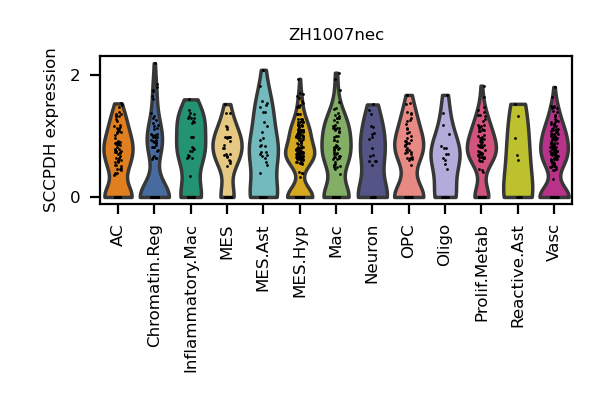 ZH1007nec
SCCPDH expression
2
0
AC
Chromatin.Reg
Inflammatory.Mac
MES
MES.Ast
MES.Hyp
Mac
Neuron
OPC
Oligo
Prolif.Metab
Reactive.Ast
Vasc